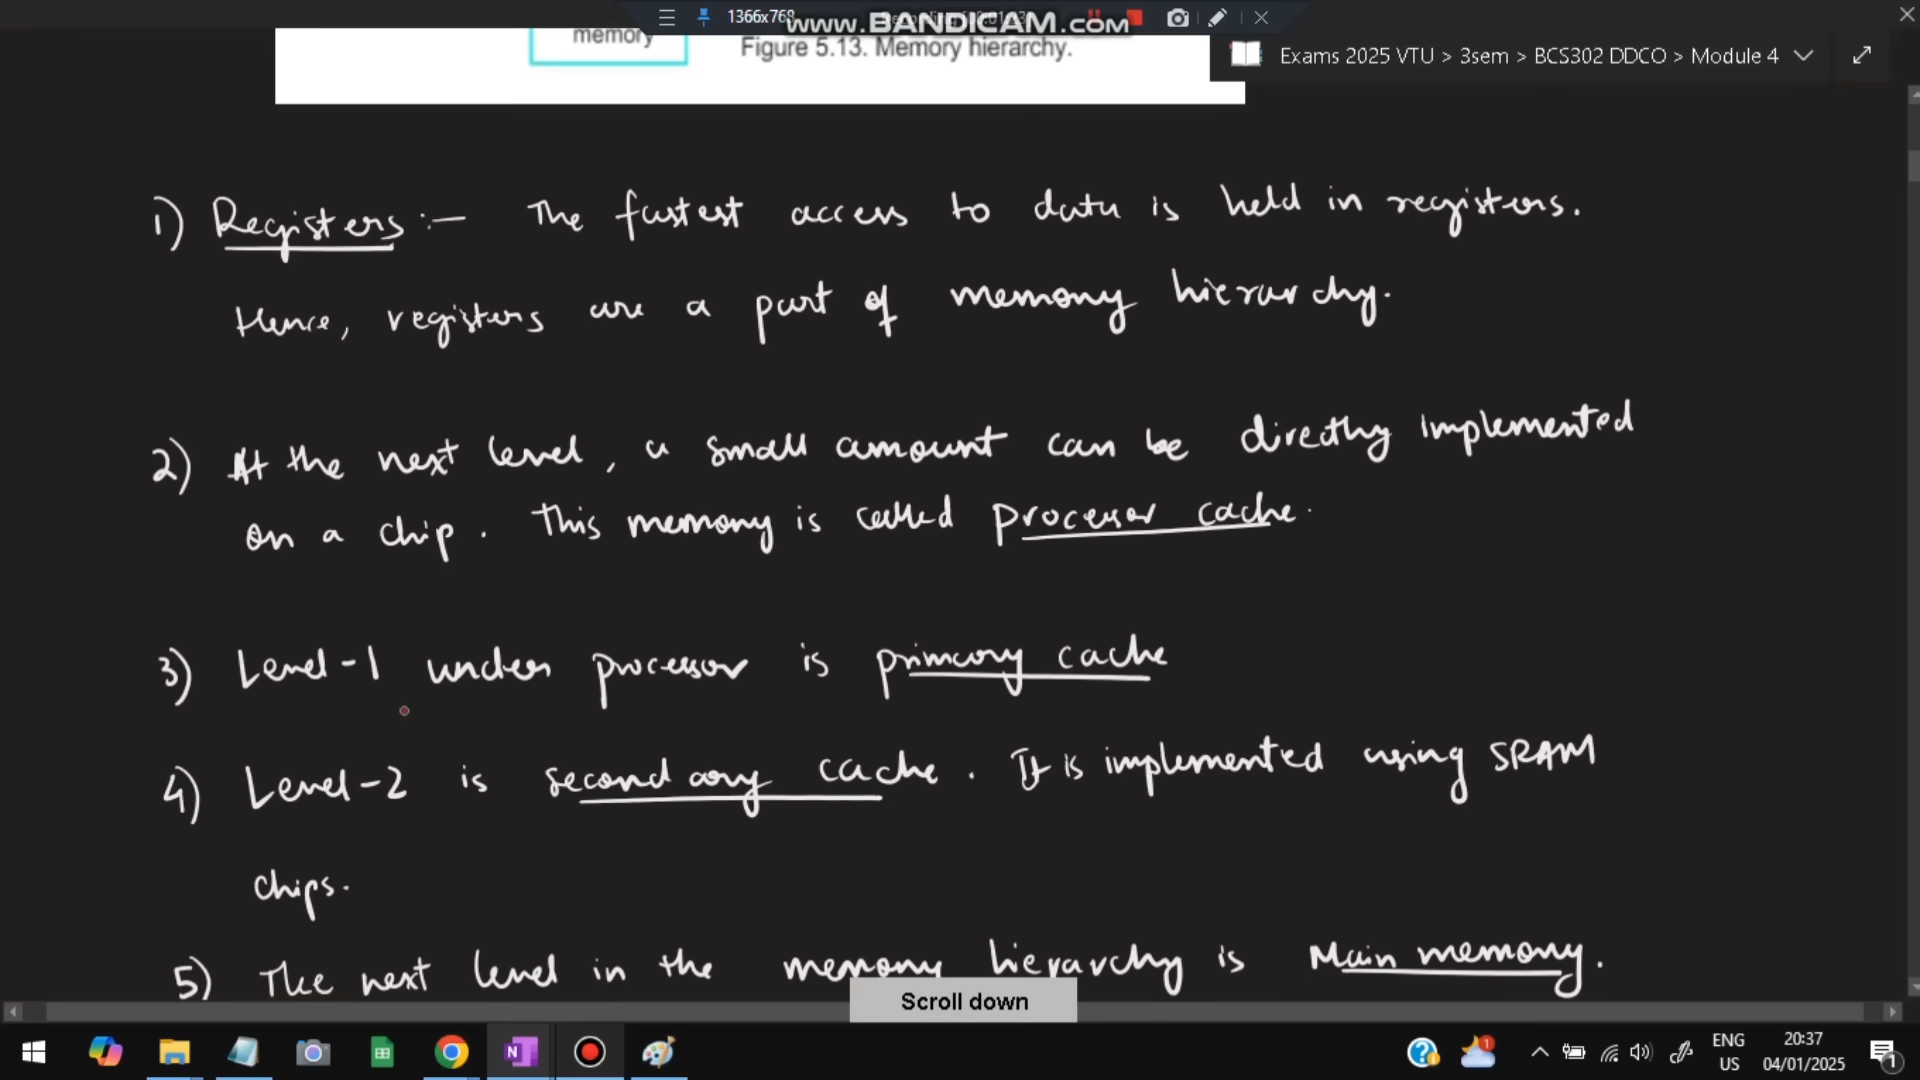 1366x768
www.BANDICAM.com
memory
Figure 5.13. Memory hierarchy.
Exams 2025 VTU > 3sem > BCS302 DDCO > Module 4
1) Registers :- The fastest access to data is held in registers.
Hence, registers are a part of memory hierarchy.
2) At the next level, a small amount can be directly implemented
on a chip. This memory is called processor cache.
3) Level-1 under processor is primary cache
4) Level-2 is secondary cache. It is implemented using SRAM
chips.
5) The next level in the memory hierarchy is Main memory.
Scroll down
ENG
US
20:37
04/01/2025